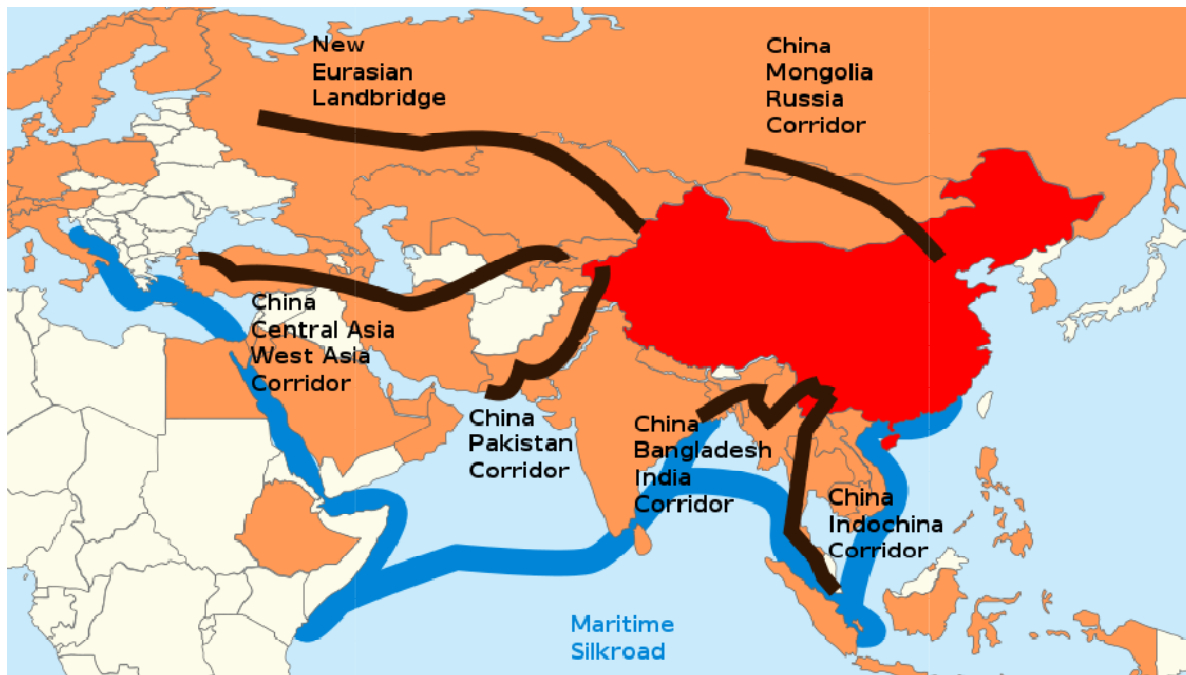 New
Eurasian
Landbridge
China
Mongolia
Russia
Corridor
China
Central Asia
West Asia
Corridor
China
Pakistan
Corridor
China
Bangladesh
India
Corridor
China
Indochina
Corridor
Maritime
Silkroad